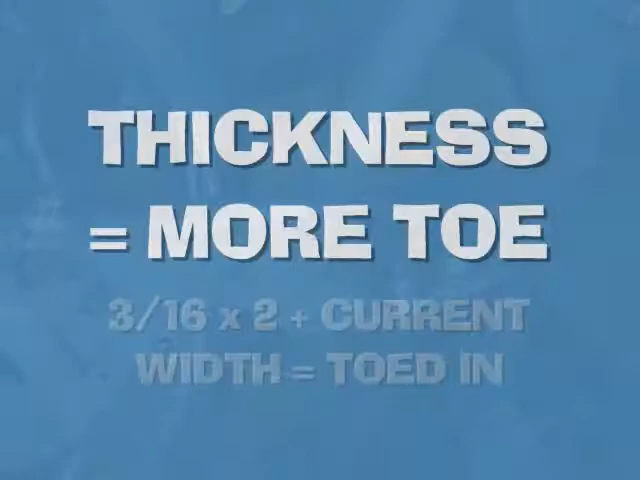 THICKNESS
= MORE TOE
3/16 x 2 + CURRENT
WIDTH = TOED IN